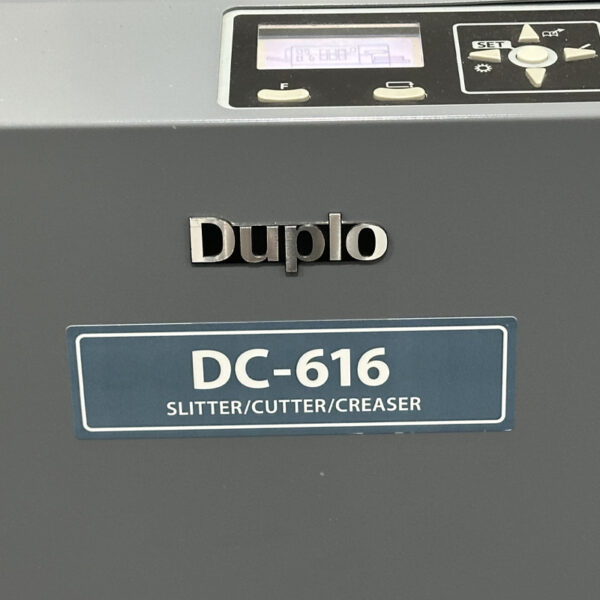 SET
F
Duplo
DC-616
SLITTER/CUTTER/CREASER